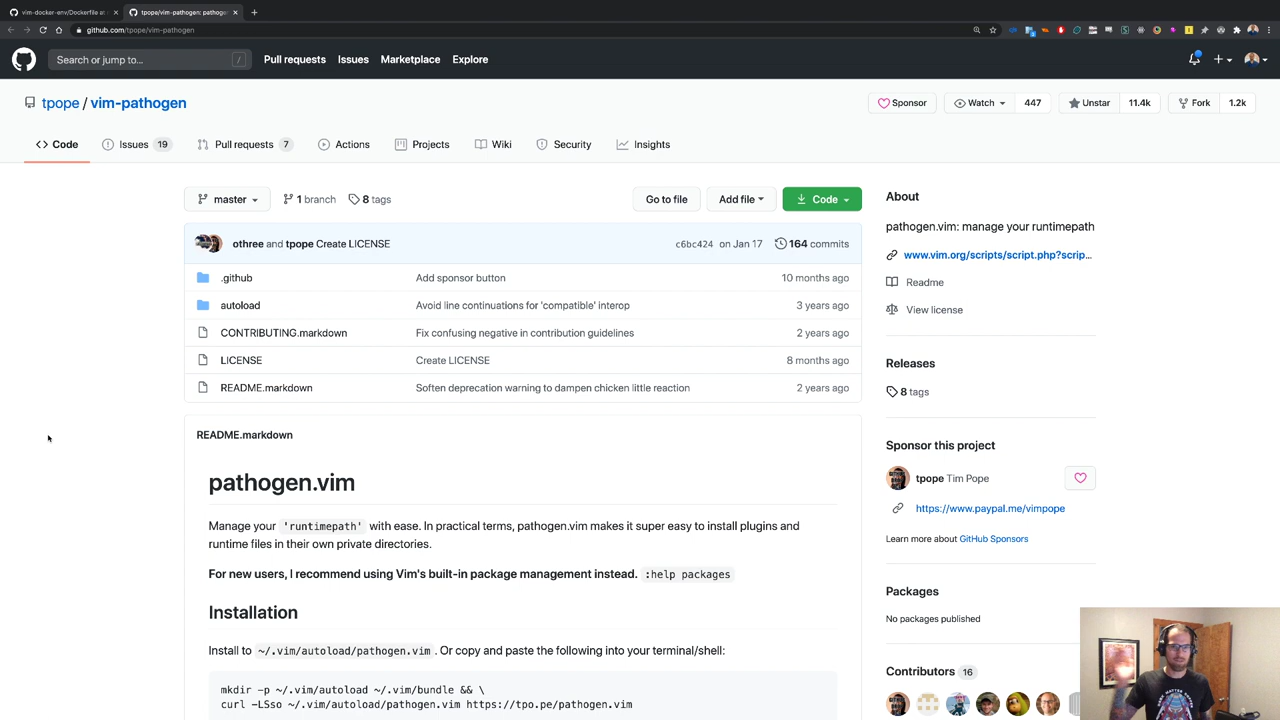 vim-docker-env/Dockerfile at
tpope/vim-pathogen: pathoge
github.com/tpope/vim-pathogen
Search or jump to...
/
Pull requests
Issues
Marketplace
Explore
tpope / vim-pathogen
Sponsor
Watch
447
Unstar
11.4k
Fork
1.2k
Code
Issues 19
Pull requests 7
Actions
Projects
Wiki
Security
Insights
master
1 branch
8 tags
Go to file
Add file
Code
othree and tpope Create LICENSE
c6bc424 on Jan 17
164 commits
.github
Add sponsor button
10 months ago
autoload
Avoid line continuations for 'compatible' interop
3 years ago
CONTRIBUTING.markdown
Fix confusing negative in contribution guidelines
2 years ago
LICENSE
Create LICENSE
8 months ago
README.markdown
Soften deprecation warning to dampen chicken little reaction
2 years ago
README.markdown
pathogen.vim
Manage your 'runtimepath' with ease. In practical terms, pathogen.vim makes it super easy to install plugins and
runtime files in their own private directories.
For new users, I recommend using Vim's built-in package management instead. :help packages
Installation
Install to ~/.vim/autoload/pathogen.vim . Or copy and paste the following into your terminal/shell:
mkdir -p ~/.vim/autoload ~/.vim/bundle && \
curl -LSso ~/.vim/autoload/pathogen.vim https://tpo.pe/pathogen.vim
About
pathogen.vim: manage your runtimepath
www.vim.org/scripts/script.php?scrip...
Readme
View license
Releases
8 tags
Sponsor this project
tpope Tim Pope
https://www.paypal.me/vimpope
Learn more about GitHub Sponsors
Packages
No packages published
Contributors 16